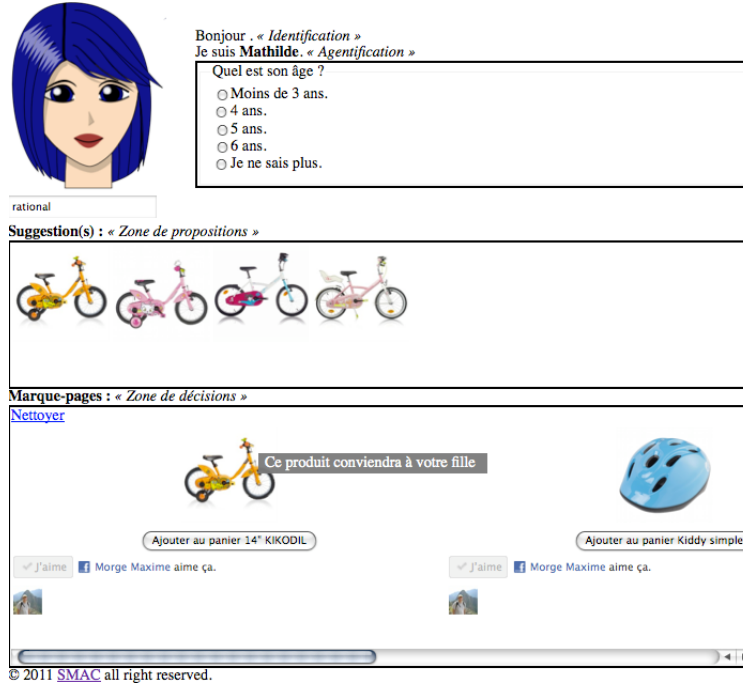 Bonjour . « Identification »
Je suis Mathilde. « Agentification »
Quel est son âge ?
Moins de 3 ans.
4 ans.
5 ans.
6 ans.
Je ne sais plus.
rational
Suggestion(s) : « Zone de propositions »
Marque-pages : « Zone de décisions »
Nettoyer
Ce produit conviendra à votre fille
Ajouter au panier 14" KIKODIL
Ajouter au panier Kiddy simple
J'aime Morge Maxime aime ça.
J'aime Morge Maxime aime ça.
© 2011 SMAC all right reserved.